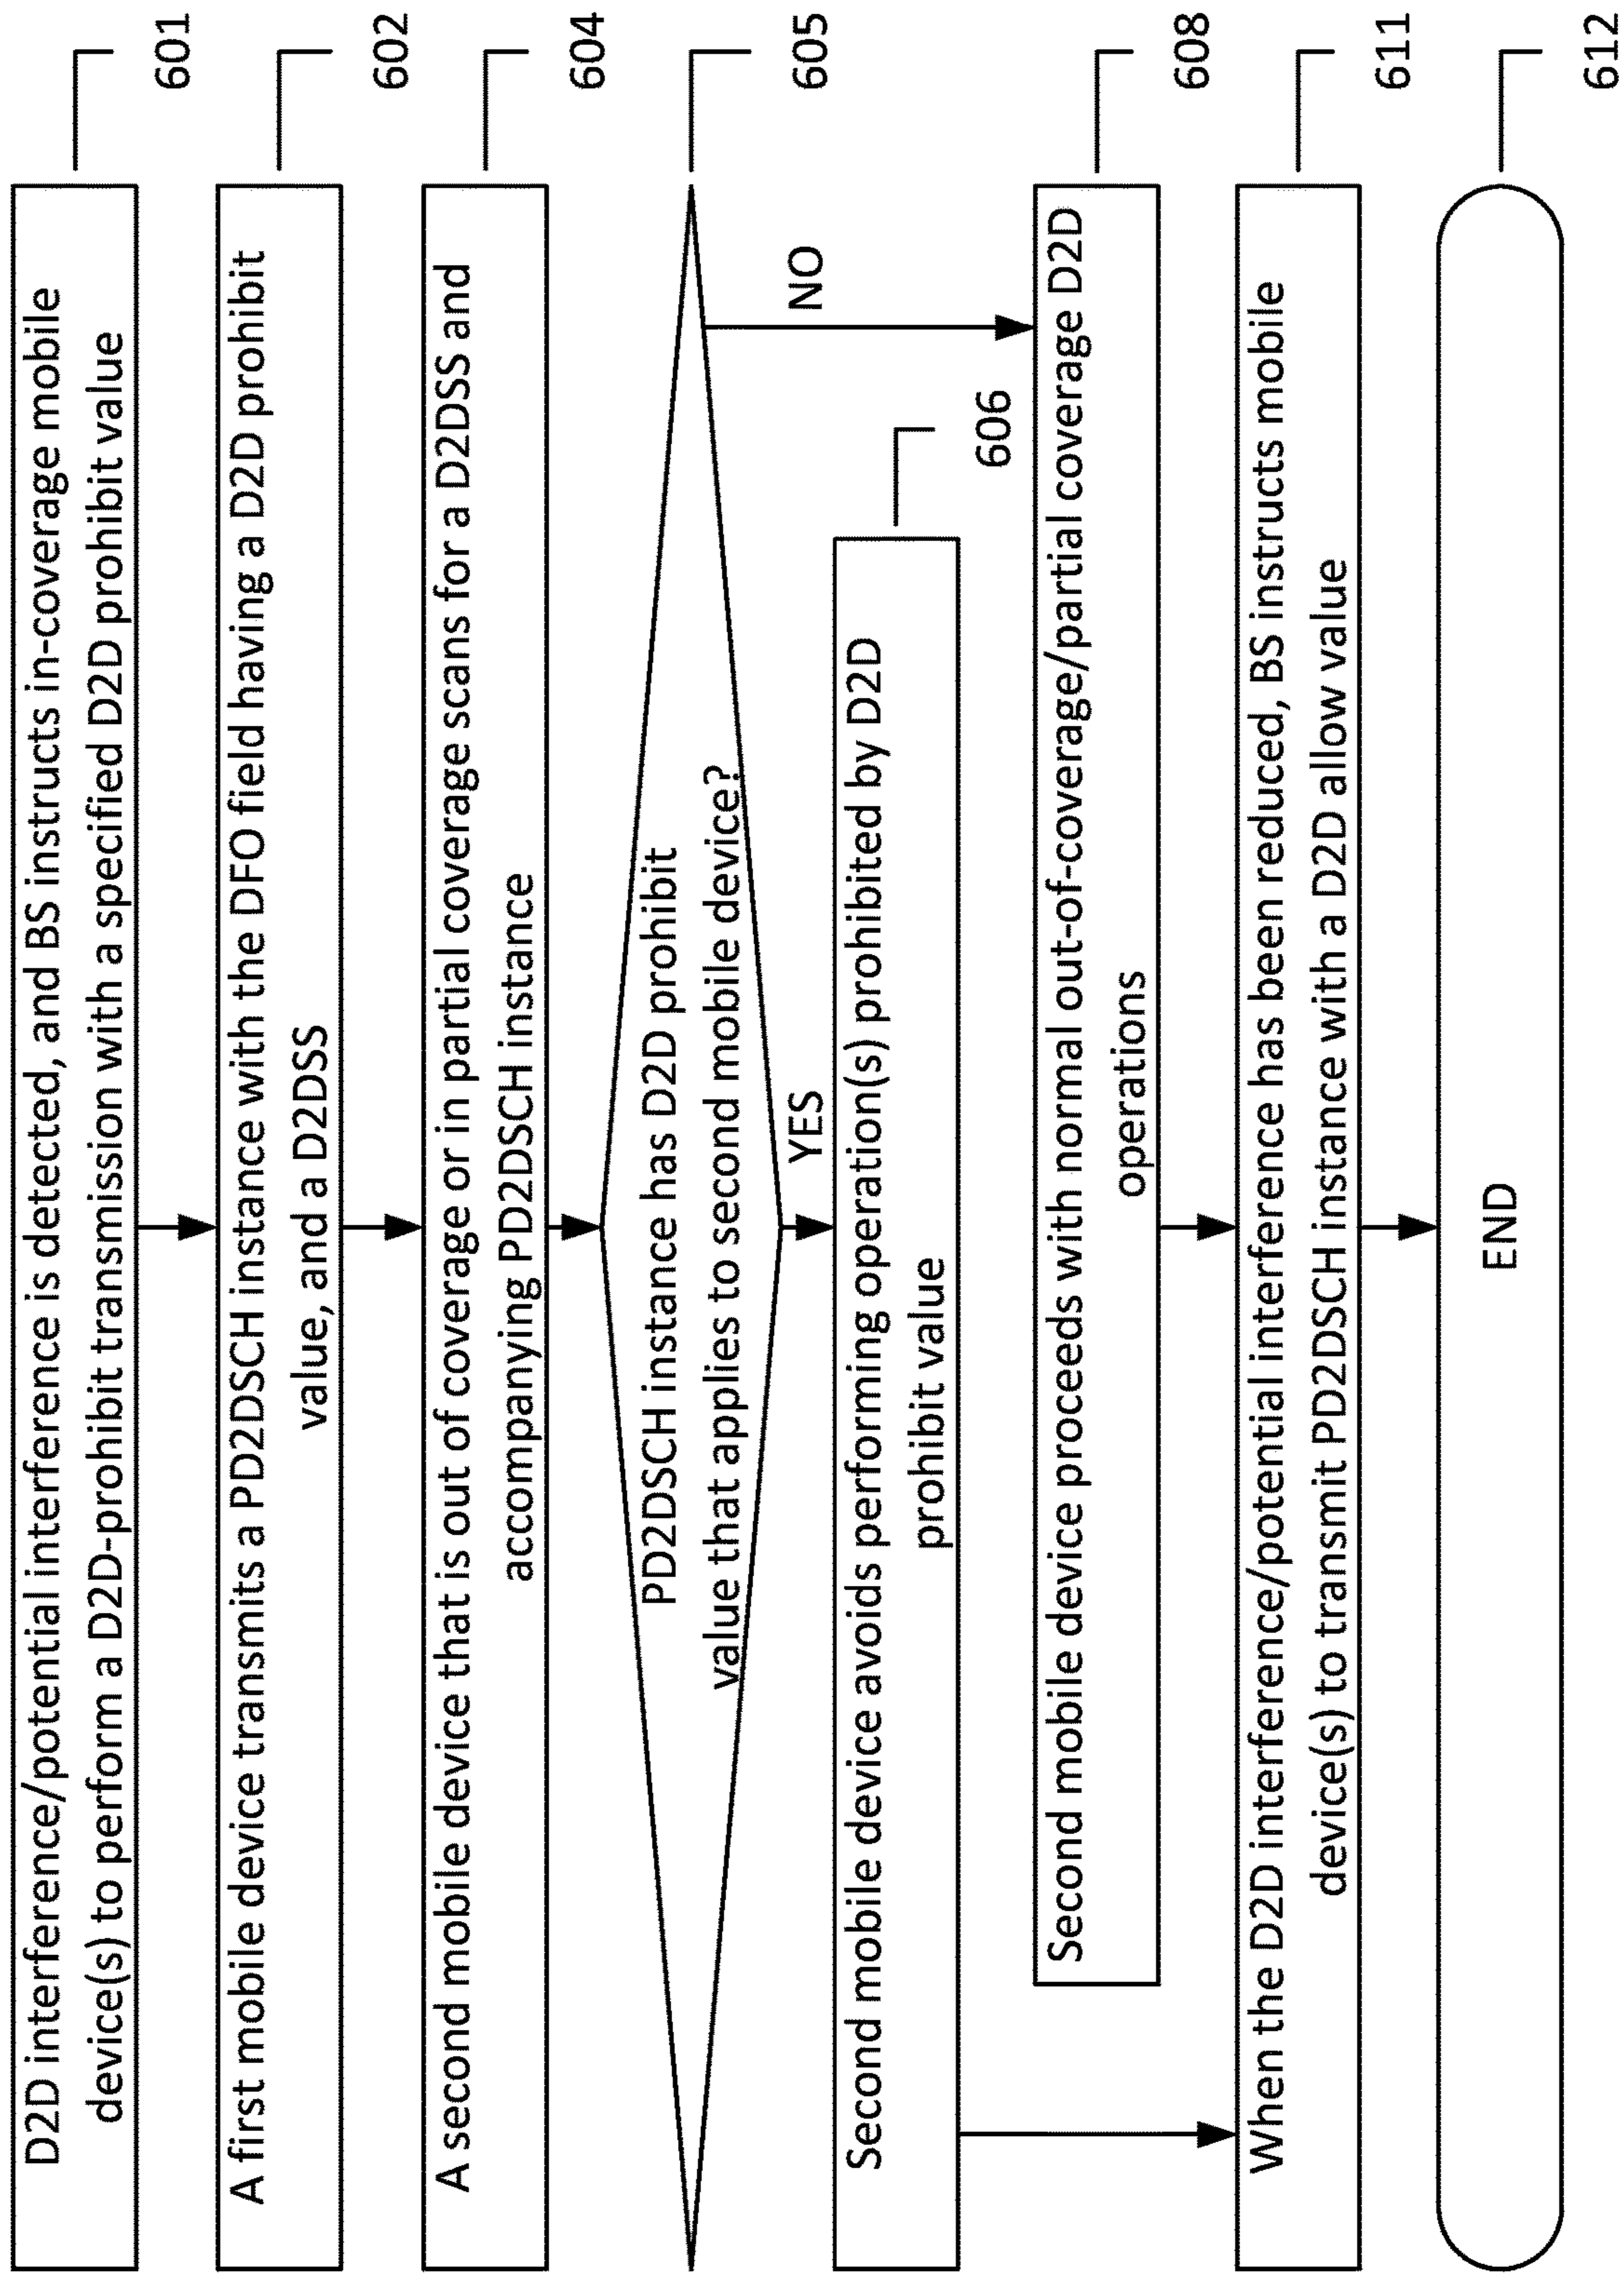 D2D interference/potential interference is detected, and BS instructs in-coverage mobile
device(s) to perform a D2D-prohibit transmission with a specified D2D prohibit value
601
A first mobile device transmits a PD2DSCH instance with the DFO field having a D2D prohibit
value, and a D2DSS
602
A second mobile device that is out of coverage or in partial coverage scans for a D2DSS and
accompanying PD2DSCH instance
604
PD2DSCH instance has D2D prohibit
value that applies to second mobile device?
605
YES
NO
Second mobile device avoids performing operation(s) prohibited by D2D
prohibit value
606
Second mobile device proceeds with normal out-of-coverage/partial coverage D2D
operations
608
When the D2D interference/potential interference has been reduced, BS instructs mobile
device(s) to transmit PD2DSCH instance with a D2D allow value
611
END
612